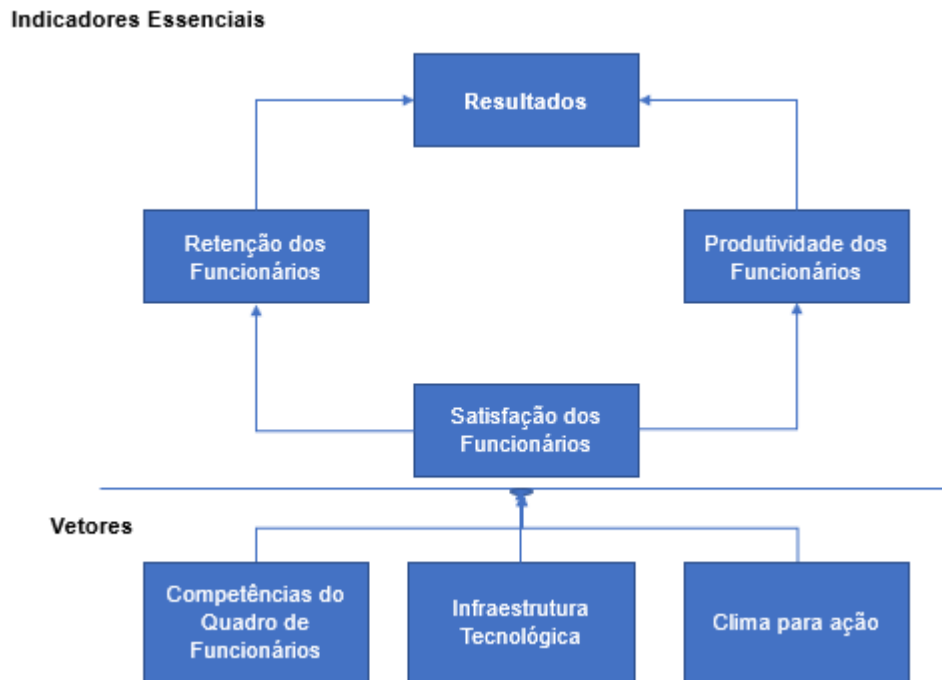 Indicadores Essenciais
Resultados
Retenção dos
Funcionários
Produtividade dos
Funcionários
Satisfação dos
Funcionários
Vetores
Competências do
Quadro de
Funcionários
Infraestrutura
Tecnológica
Clima para ação